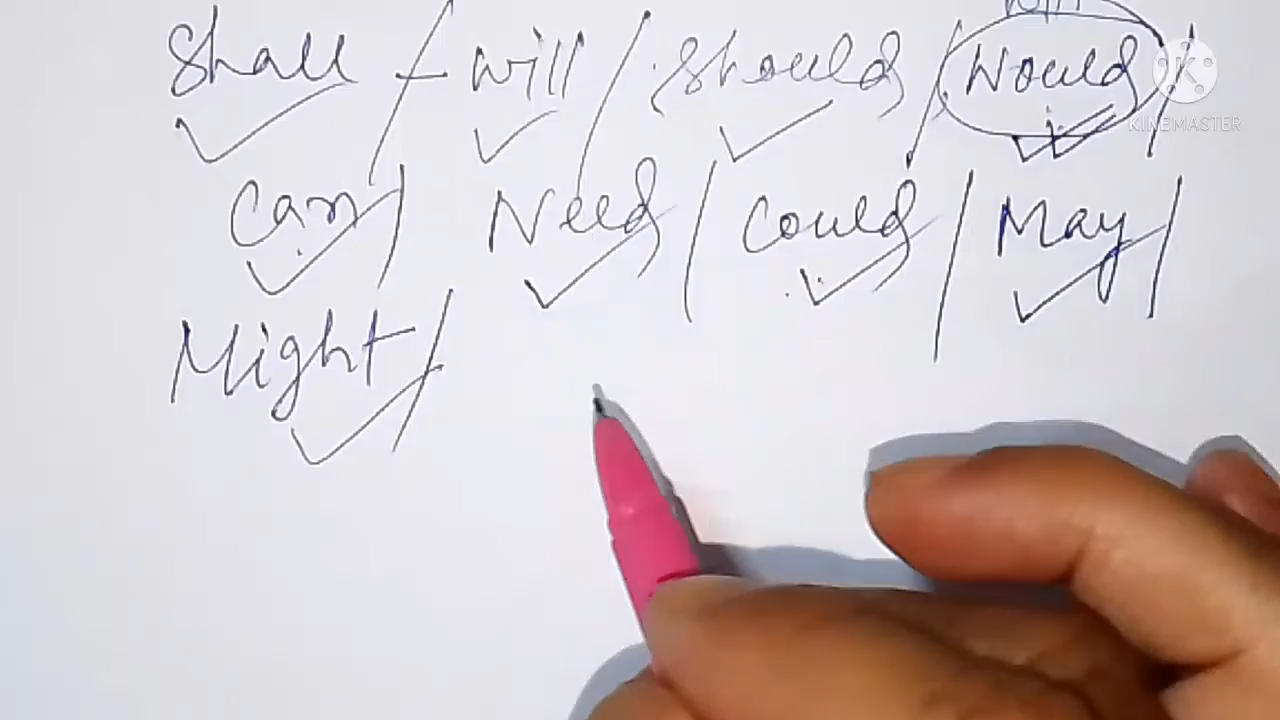 Shall / Will / Should / Would /
Can / Need / Could / May /
Might /
KINEMASTER